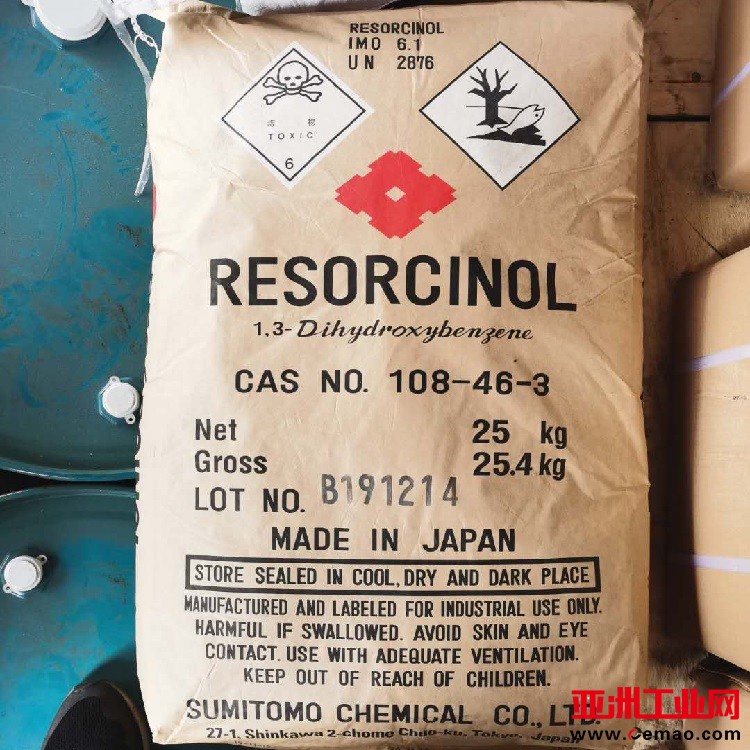 RESORCINOL
IMO 6.1
UN 2876
毒 物
TOXIC
6
RESORCINOL
1,3-Dihydroxybenzene
CAS NO. 108-46-3
Net 25 kg
Gross 25.4 kg
LOT NO. B191214
MADE IN JAPAN
STORE SEALED IN COOL, DRY AND DARK PLACE
MANUFACTURED AND LABELED FOR INDUSTRIAL USE ONLY.
HARMFUL IF SWALLOWED. AVOID SKIN AND EYE
CONTACT. USE WITH ADEQUATE VENTILATION.
KEEP OUT OF REACH OF CHILDREN.
SUMITOMO CHEMICAL CO., LTD.
27-1, Shinkawa 2-chome Chuo-ku, Tokyo, Japan
亚洲工业网
www.Cemao.com